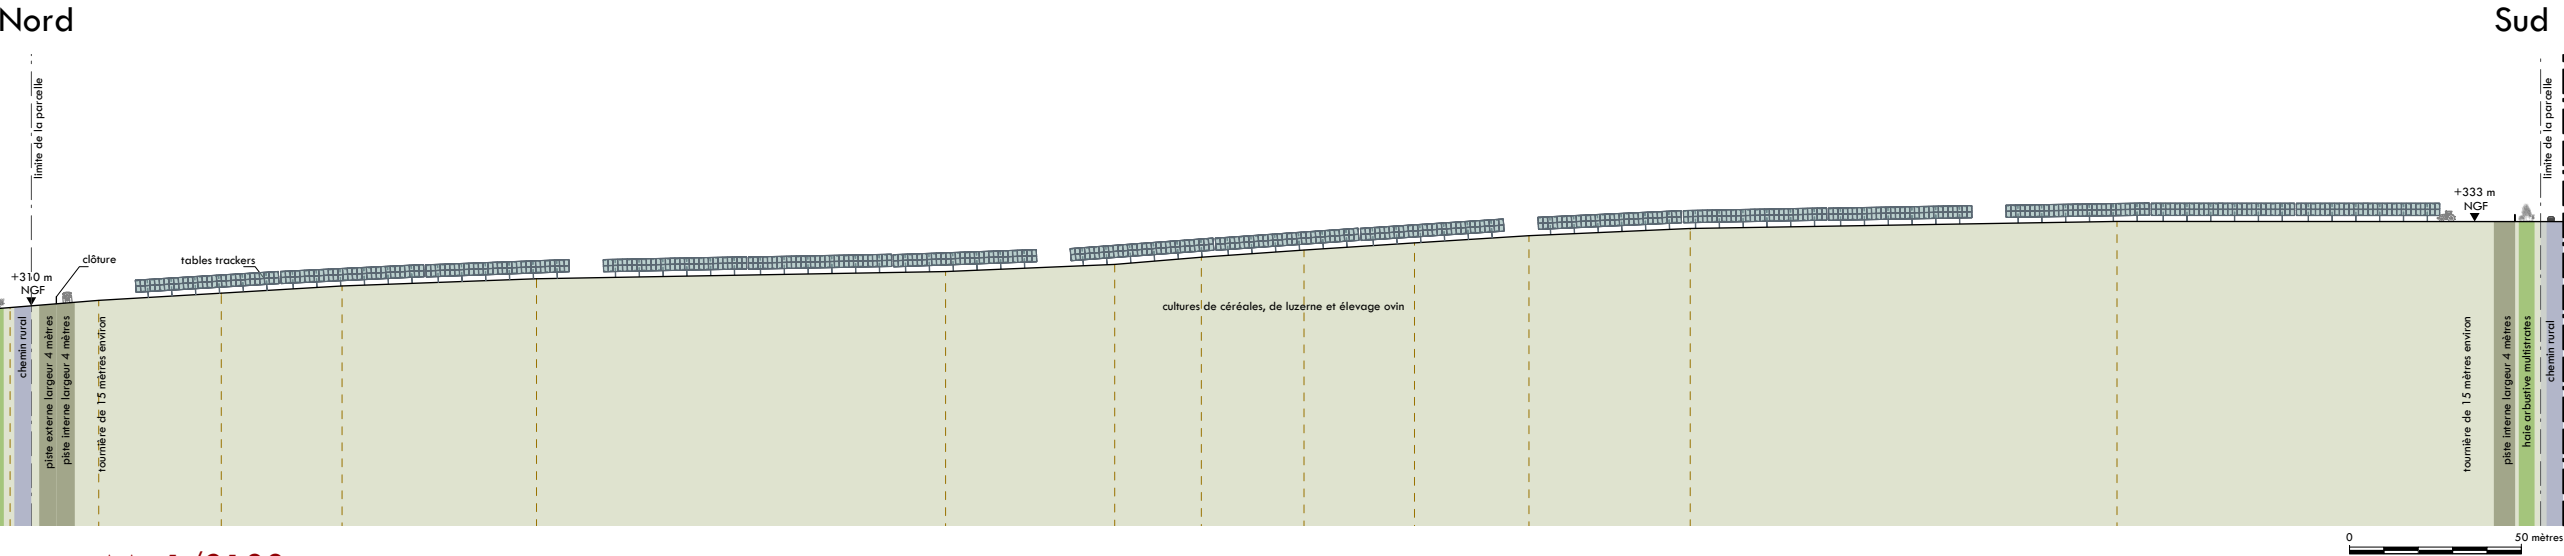 Nord
Sud
limite de la parcelle
limite de la parcelle
+333 m
NGF
clôture
tables trackers
+310 m
NGF
cultures de céréales, de luzerne et élevage ovin
chemin rural
piste externe largeur 4 mètres
piste interne largeur 4 mètres
tournière de 15 mètres environ
tournière de 15 mètres environ
piste interne largeur 4 mètres
haie arbustive multistrates
chemin rural
0
50 mètres